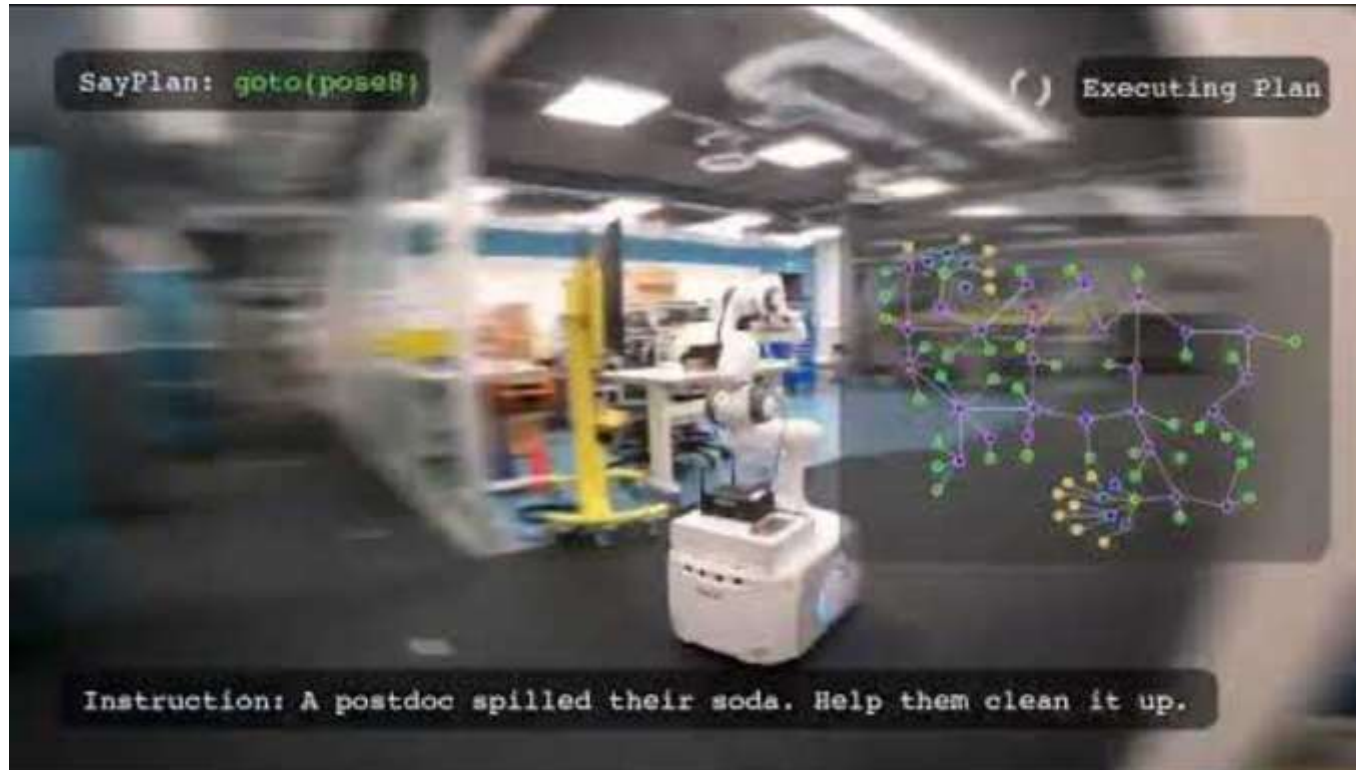 SayPlan: goto(pose8)
Executing Plan
Instruction: A postdoc spilled their soda. Help them clean it up.